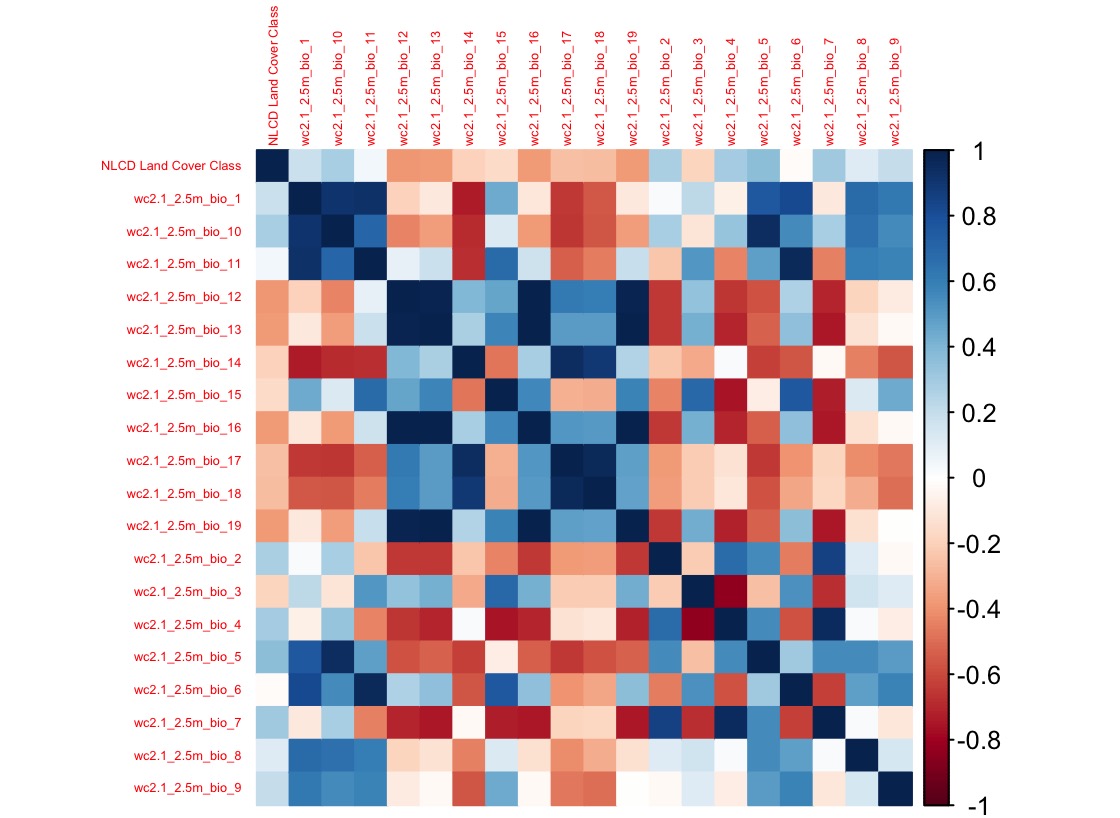 NLCD Land Cover Class
wc2.1_2.5m_bio_1
wc2.1_2.5m_bio_10
wc2.1_2.5m_bio_11
wc2.1_2.5m_bio_12
wc2.1_2.5m_bio_13
wc2.1_2.5m_bio_14
wc2.1_2.5m_bio_15
wc2.1_2.5m_bio_16
wc2.1_2.5m_bio_17
wc2.1_2.5m_bio_18
wc2.1_2.5m_bio_19
wc2.1_2.5m_bio_2
wc2.1_2.5m_bio_3
wc2.1_2.5m_bio_4
wc2.1_2.5m_bio_5
wc2.1_2.5m_bio_6
wc2.1_2.5m_bio_7
wc2.1_2.5m_bio_8
wc2.1_2.5m_bio_9
NLCD Land Cover Class
wc2.1_2.5m_bio_1
wc2.1_2.5m_bio_10
wc2.1_2.5m_bio_11
wc2.1_2.5m_bio_12
wc2.1_2.5m_bio_13
wc2.1_2.5m_bio_14
wc2.1_2.5m_bio_15
wc2.1_2.5m_bio_16
wc2.1_2.5m_bio_17
wc2.1_2.5m_bio_18
wc2.1_2.5m_bio_19
wc2.1_2.5m_bio_2
wc2.1_2.5m_bio_3
wc2.1_2.5m_bio_4
wc2.1_2.5m_bio_5
wc2.1_2.5m_bio_6
wc2.1_2.5m_bio_7
wc2.1_2.5m_bio_8
wc2.1_2.5m_bio_9
1
0.8
0.6
0.4
0.2
0
-0.2
-0.4
-0.6
-0.8
-1